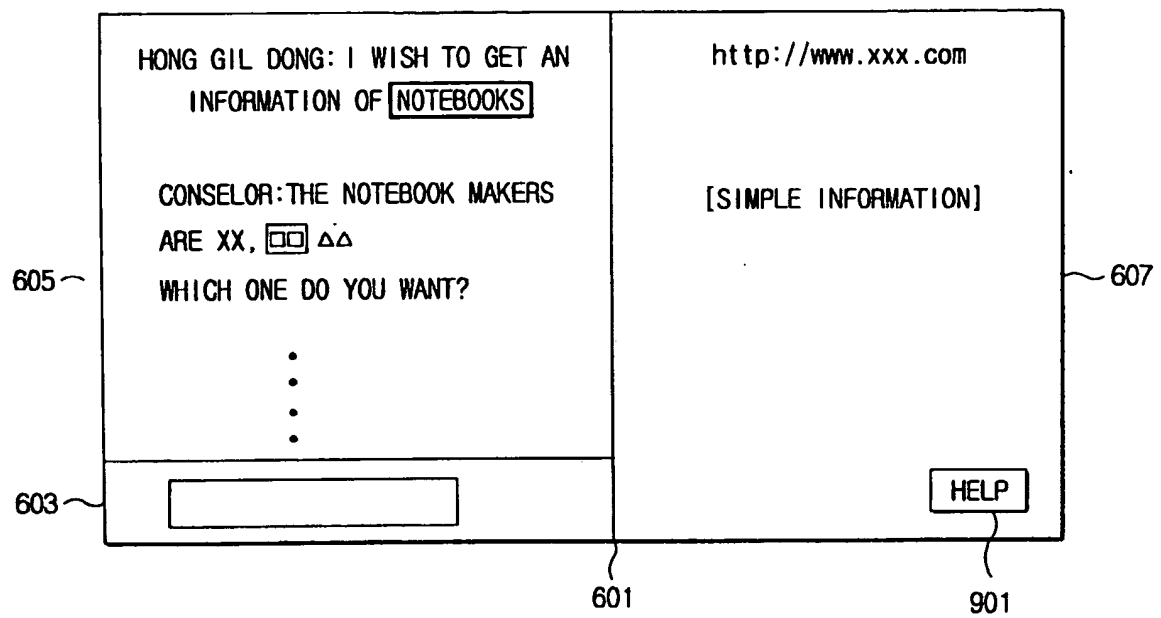 HONG GIL DONG: I WISH TO GET AN
INFORMATION OF NOTEBOOKS
CONSELOR:THE NOTEBOOK MAKERS
ARE XX, □□ △△
WHICH ONE DO YOU WANT?
http://www.xxx.com
[SIMPLE INFORMATION]
HELP
605
607
603
601
901